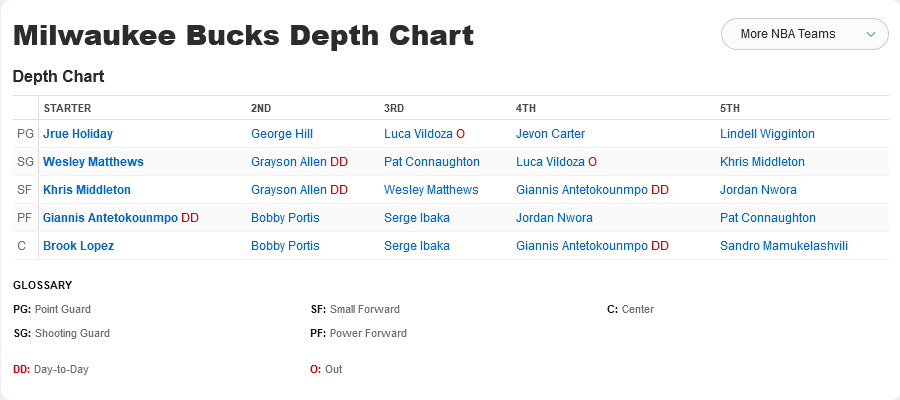 Milwaukee Bucks Depth Chart
More NBA Teams
Depth Chart
STARTER 2ND 3RD 4TH 5TH
PG Jrue Holiday George Hill Luca Vildoza O Jevon Carter Lindell Wigginton
SG Wesley Matthews Grayson Allen DD Pat Connaughton Luca Vildoza O Khris Middleton
SF Khris Middleton Grayson Allen DD Wesley Matthews Giannis Antetokounmpo DD Jordan Nwora
PF Giannis Antetokounmpo DD Bobby Portis Serge Ibaka Jordan Nwora Pat Connaughton
C Brook Lopez Bobby Portis Serge Ibaka Giannis Antetokounmpo DD Sandro Mamukelashvili
GLOSSARY
PG: Point Guard SF: Small Forward C: Center
SG: Shooting Guard PF: Power Forward
DD: Day-to-Day O: Out